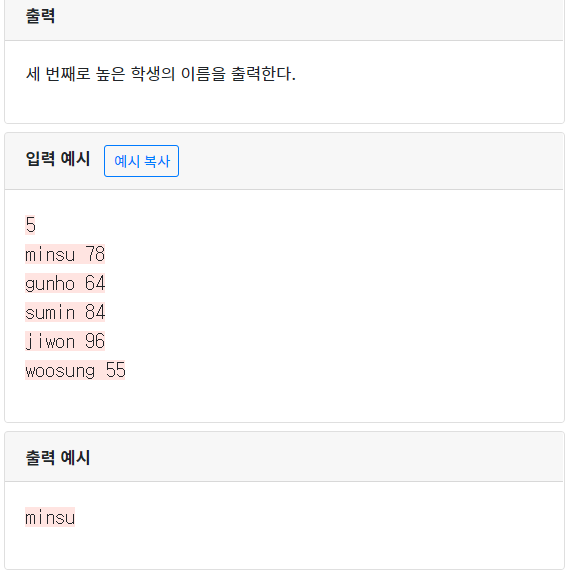 출력
세 번째로 높은 학생의 이름을 출력한다.
입력 예시 예시 복사
5
minsu 78
gunho 64
sumin 84
jiwon 96
woosung 55
출력 예시
minsu